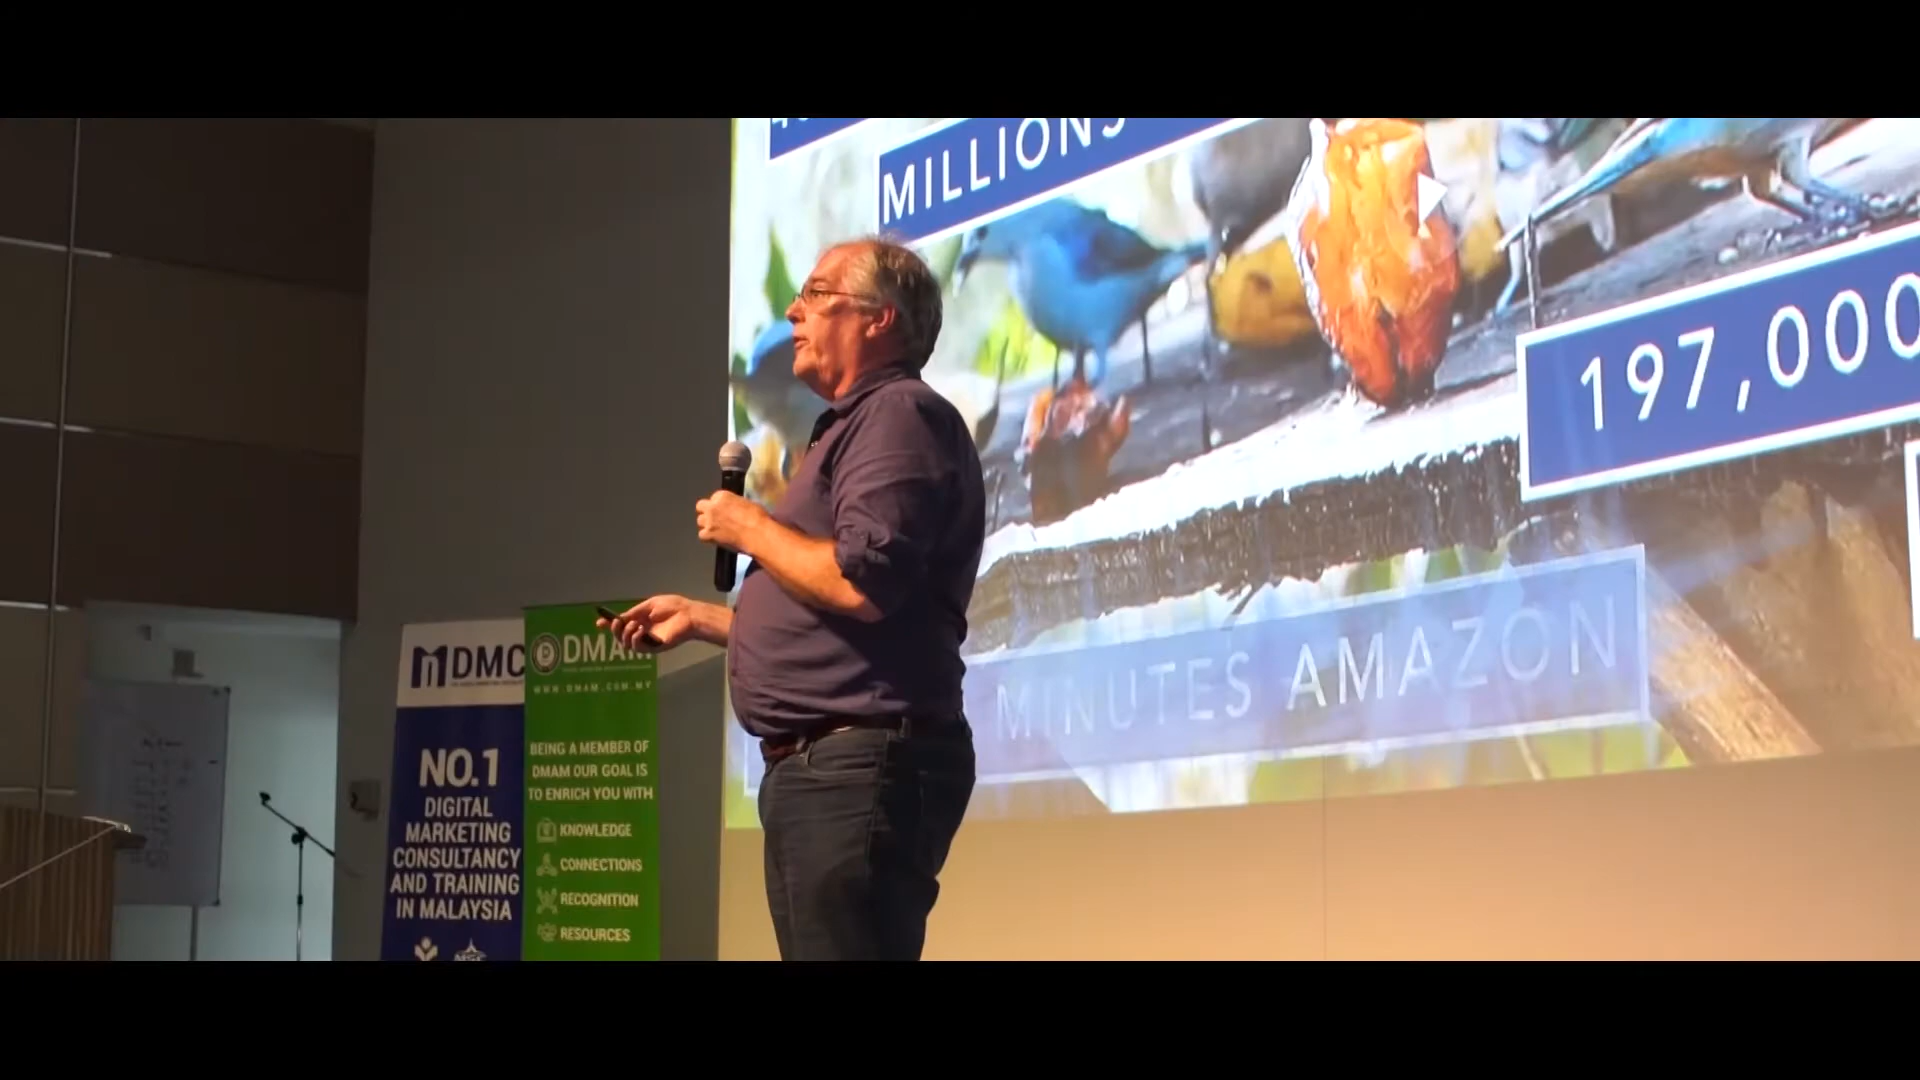 MILLIONS
197,000
MINUTES AMAZON
DMC
NO.1
DIGITAL
MARKETING
CONSULTANCY
AND TRAINING
IN MALAYSIA
DMAM
WWW.DMAM.COM.MY
BEING A MEMBER OF
DMAM OUR GOAL IS
TO ENRICH YOU WITH
KNOWLEDGE
CONNECTIONS
RECOGNITION
RESOURCES